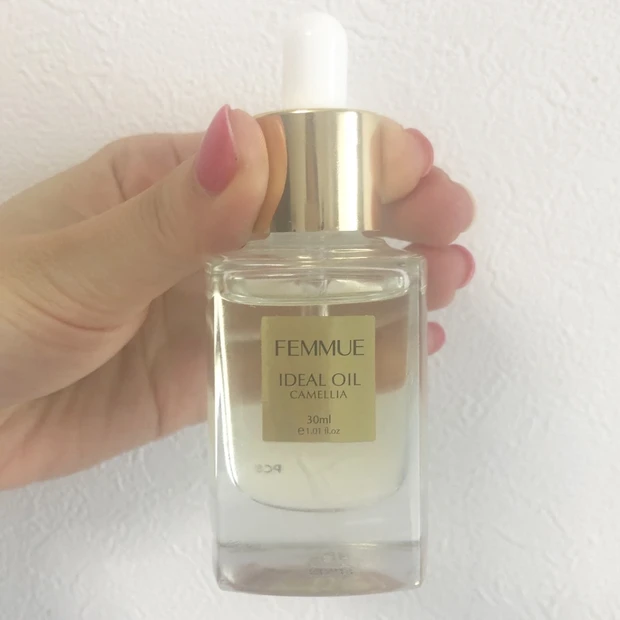 FEMMUE
IDEAL OIL
CAMELLIA
30ml
℮1.01 fl.oz